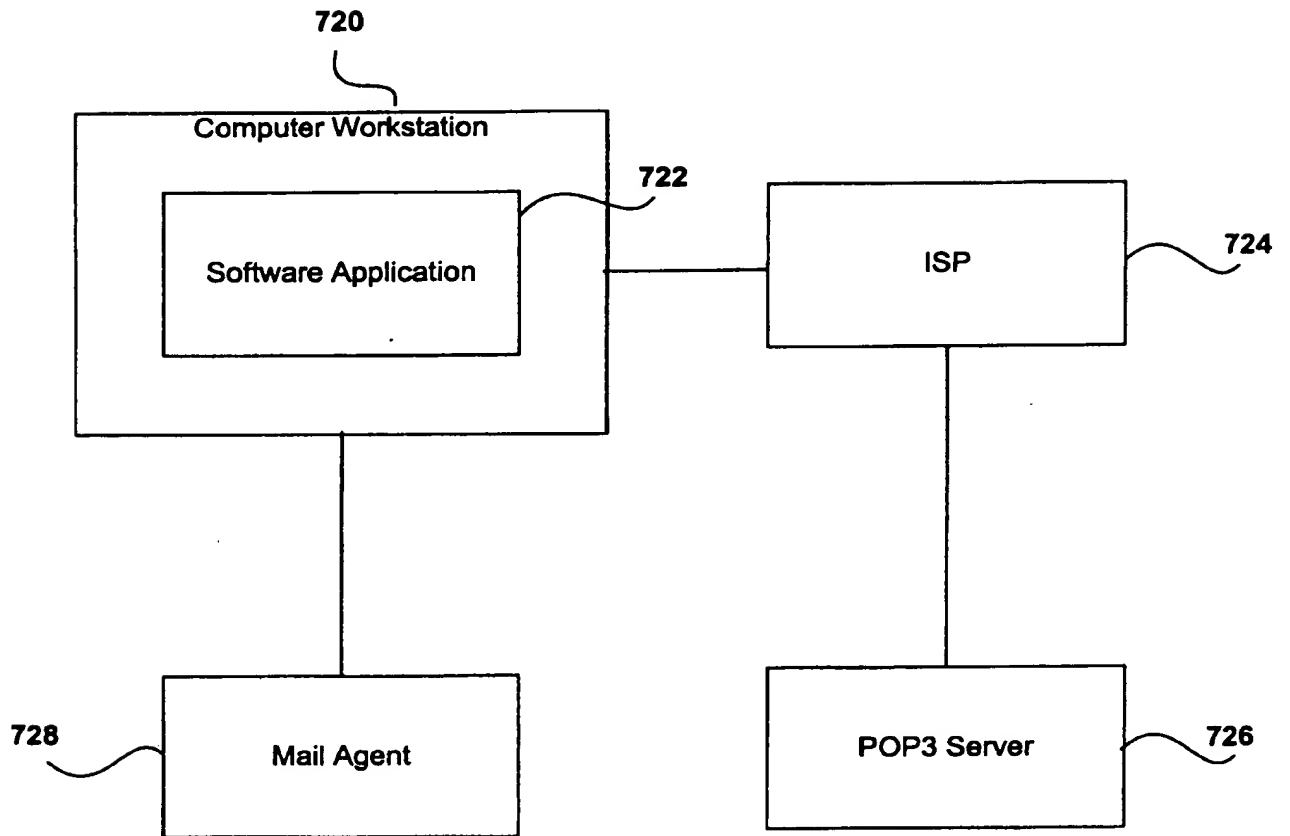 720
Computer Workstation
722
Software Application
ISP
724
728
Mail Agent
POP3 Server
726